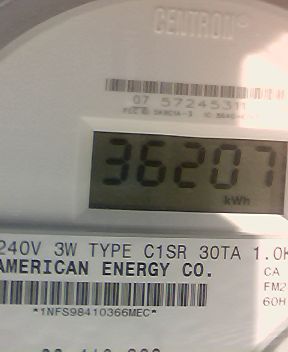 CENTRON®
07 57245311
36207
kWh
240V 3W TYPE C1SR 30TA 1.0K
AMERICAN ENERGY CO.
CA
FM2
60H
*1NFS98410366MEC*